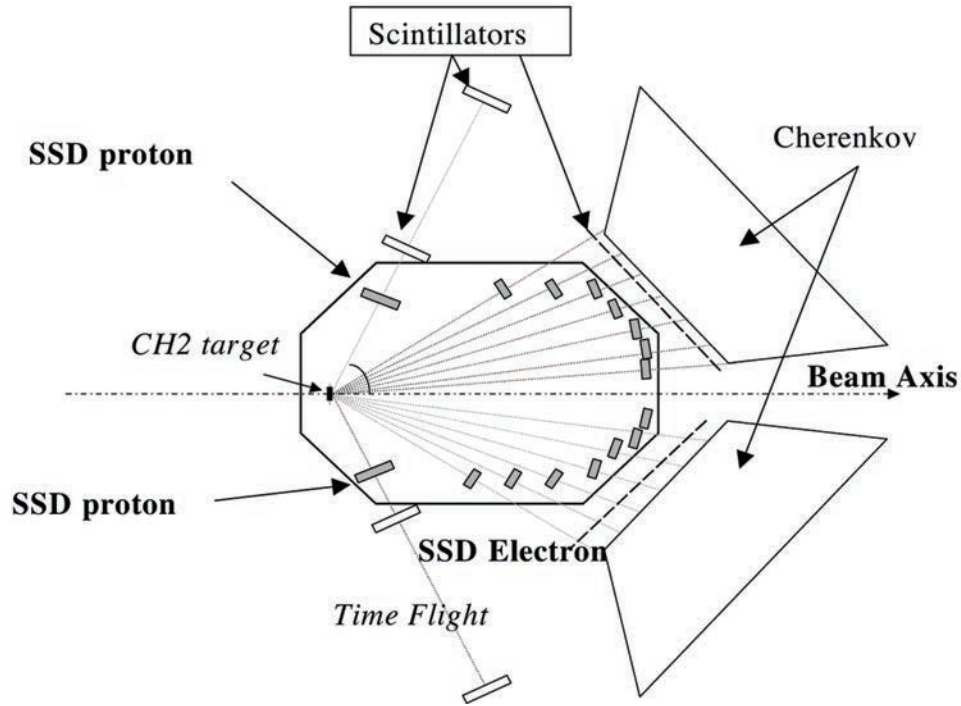 Scintillators
SSD proton
Cherenkov
CH2 target
Beam Axis
SSD proton
SSD Electron
Time Flight